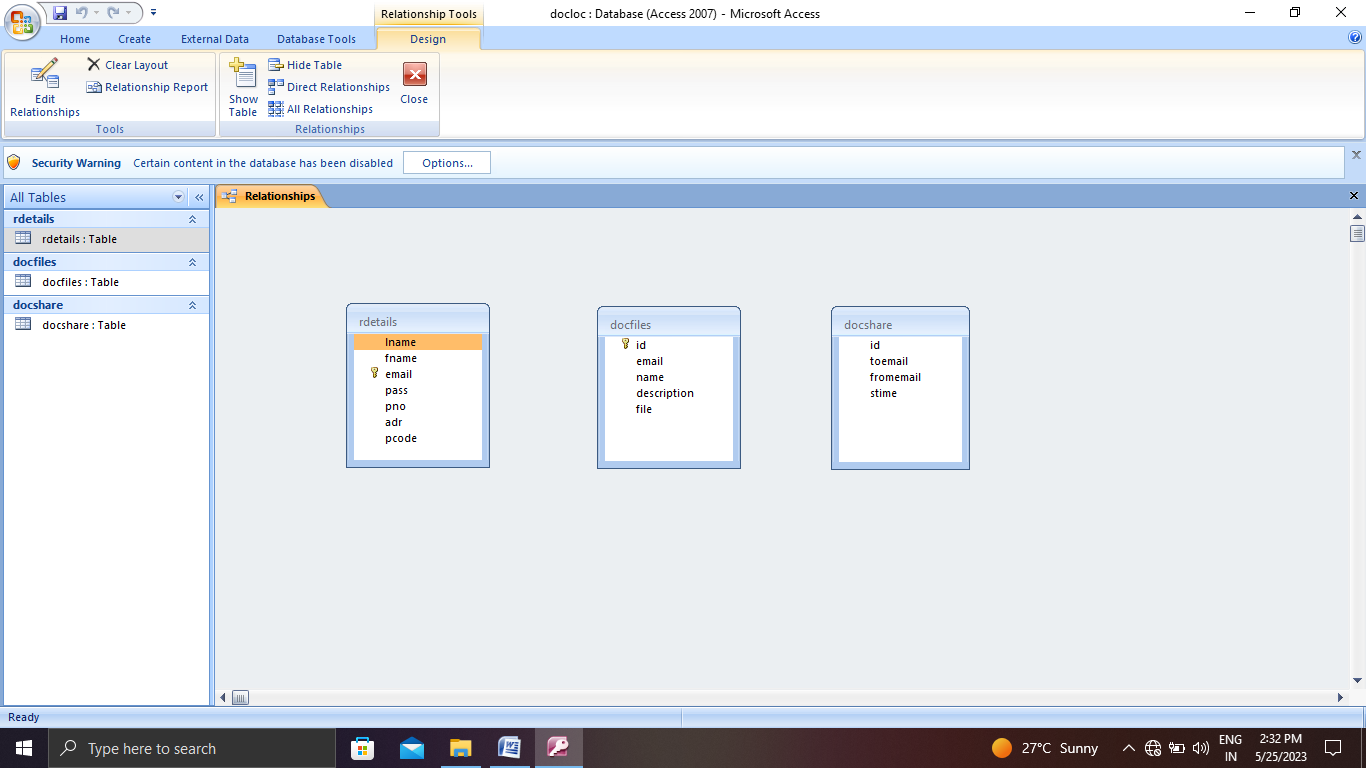 Relationship Tools
docloc : Database (Access 2007) - Microsoft Access
Home Create External Data Database Tools Design
Edit Relationships
Clear Layout
Relationship Report
Tools
Show Table
Hide Table
Direct Relationships
All Relationships
Close
Relationships
Security Warning Certain content in the database has been disabled Options...
All Tables
rdetails
rdetails : Table
docfiles
docfiles : Table
docshare
docshare : Table
Relationships
rdetails
lname
fname
email
pass
pno
adr
pcode
docfiles
id
email
name
description
file
docshare
id
toemail
fromemail
stime
Ready
Type here to search
27°C Sunny
ENG
IN
2:32 PM
5/25/2023